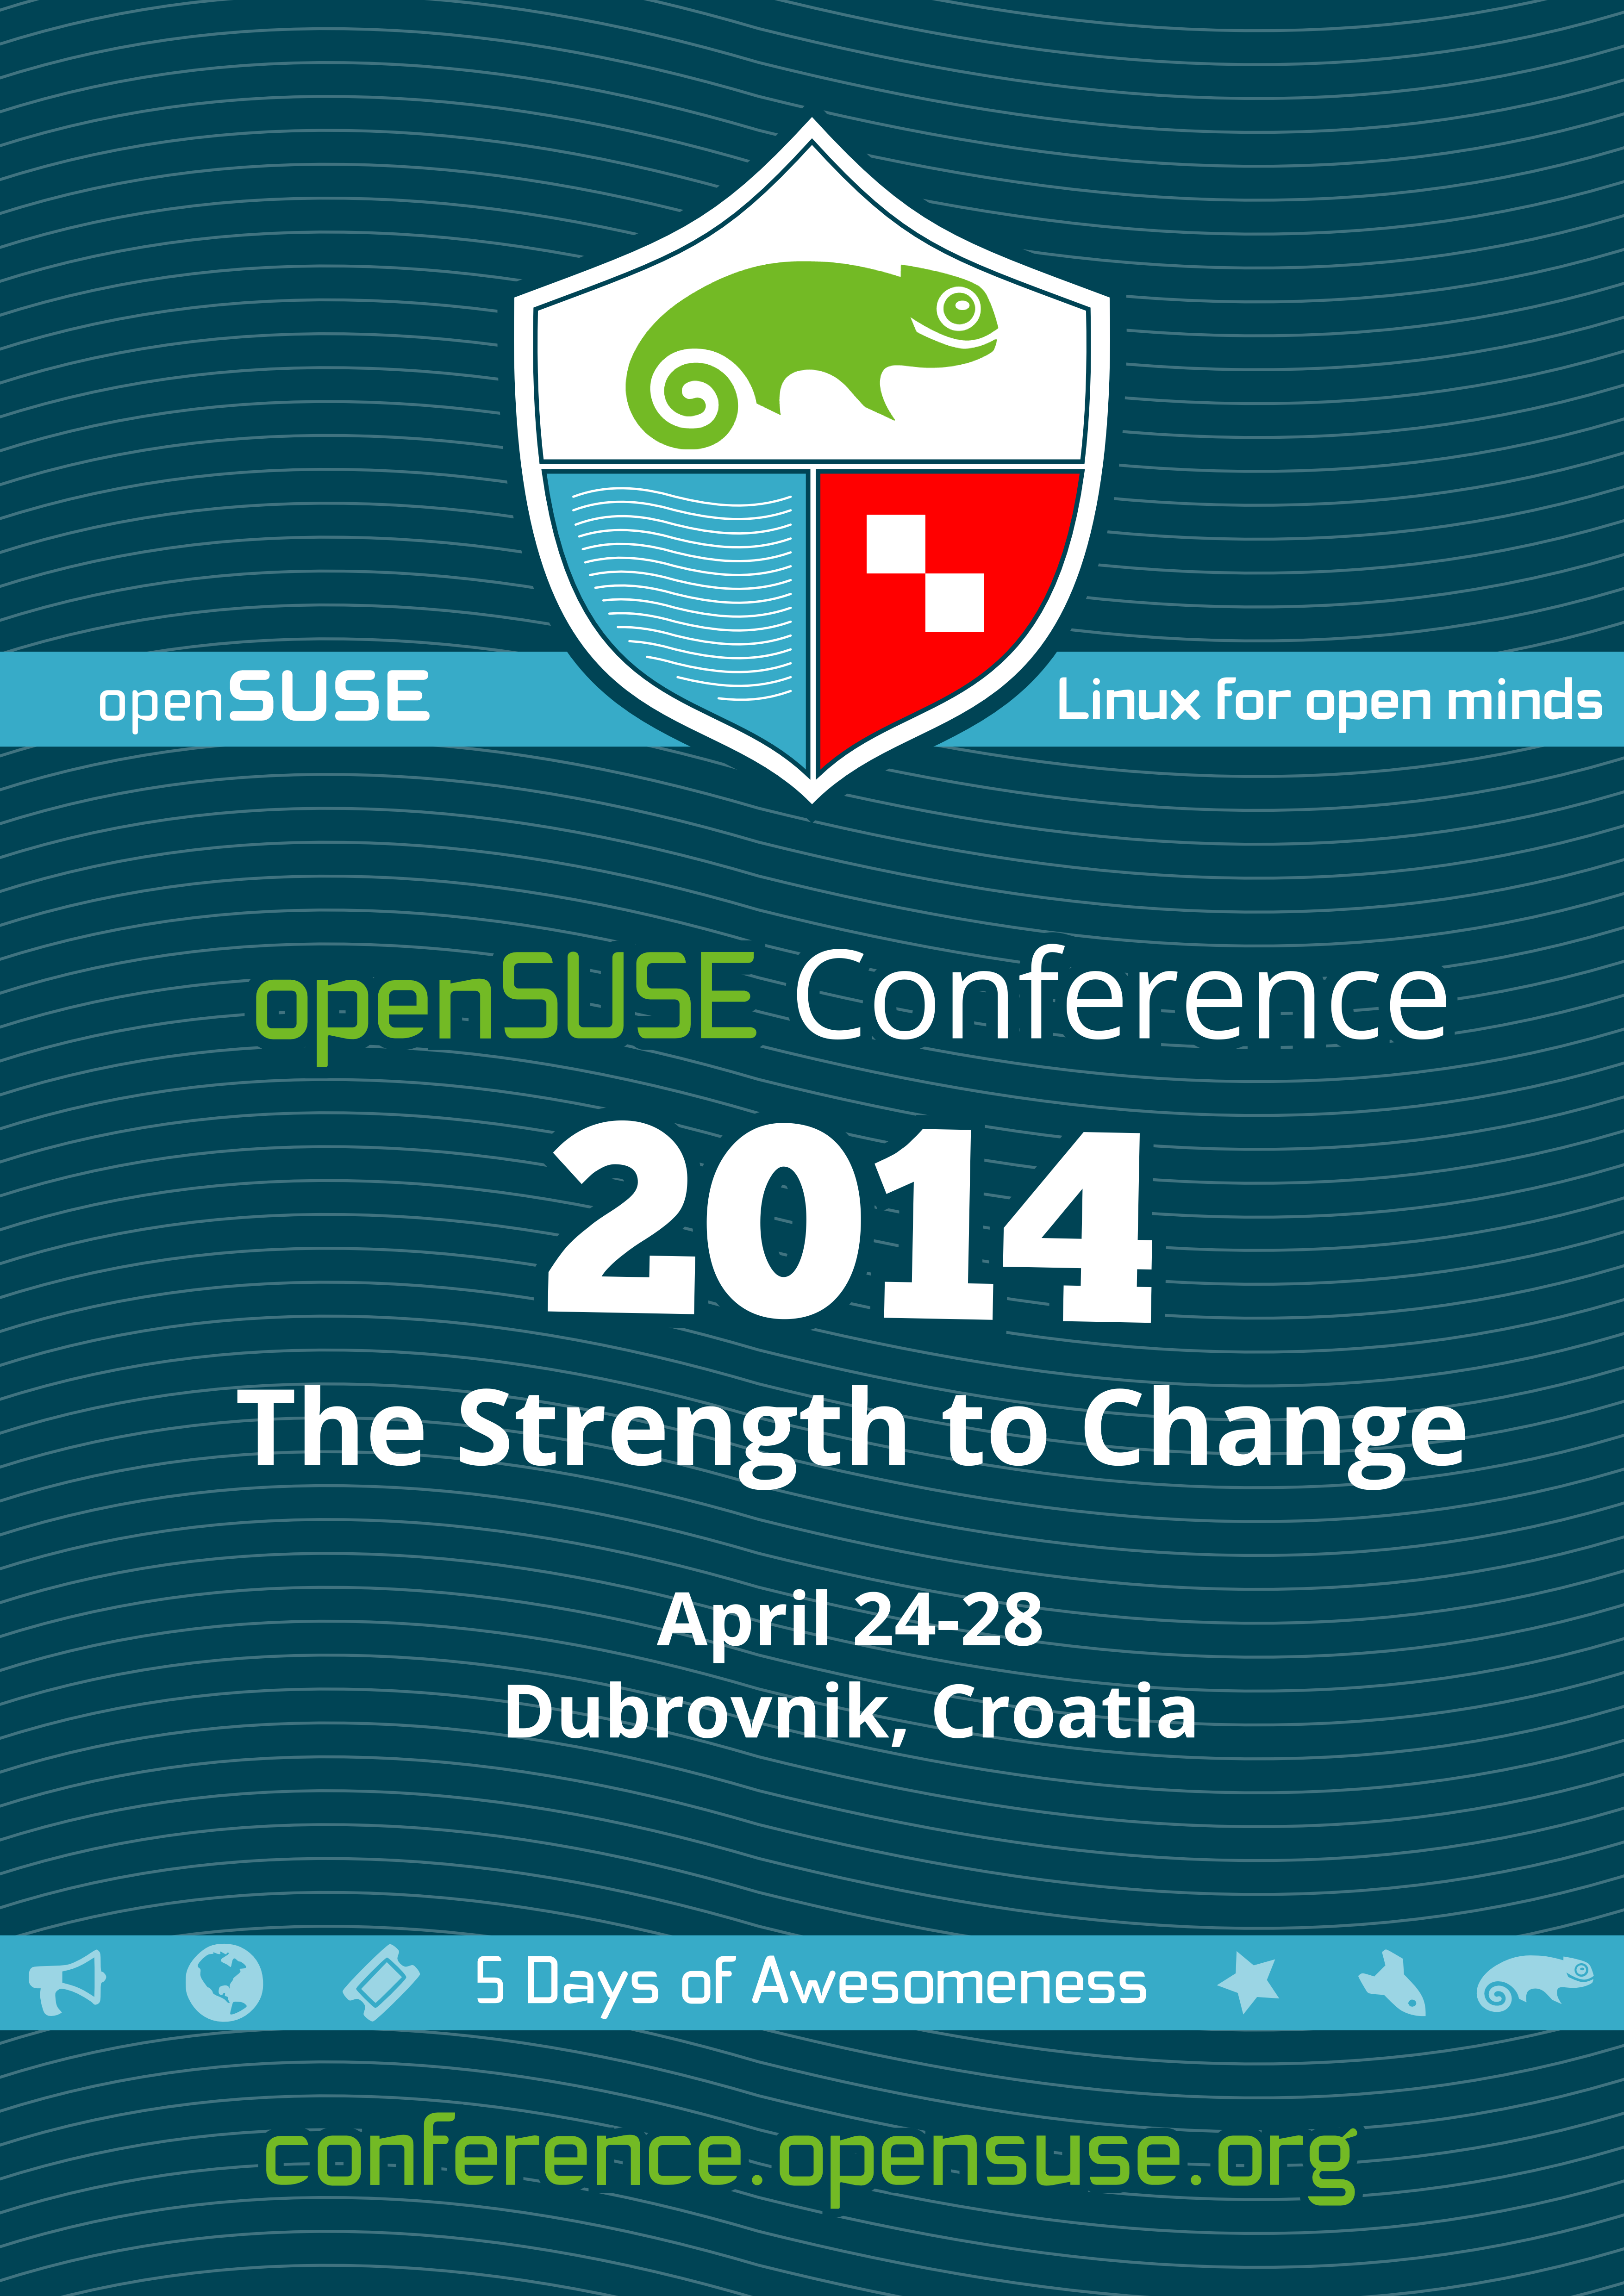 openSUSE
Linux for open minds
openSUSE Conference
2014
The Strength to Change
April 24-28
Dubrovnik, Croatia
5 Days of Awesomeness
conference.opensuse.org